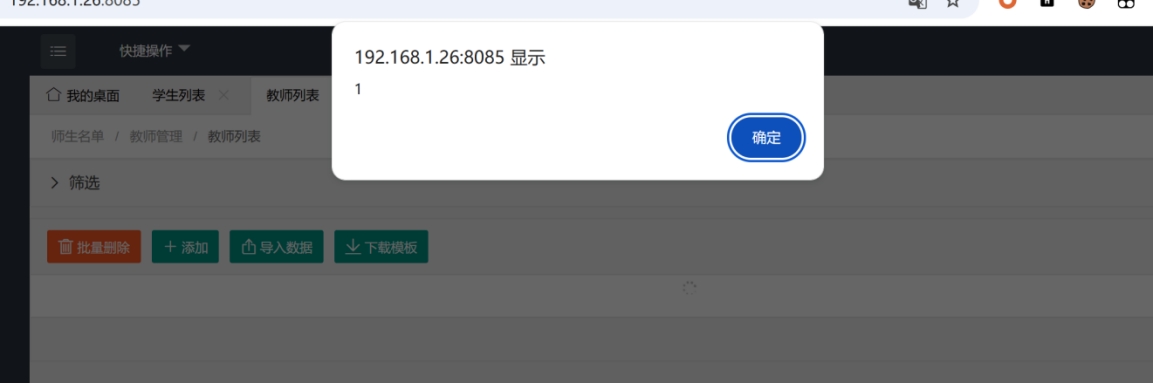 192.168.1.26:8085
快捷操作
192.168.1.26:8085 显示
1
确定
我的桌面 学生列表 教师列表
师生名单 / 教师管理 / 教师列表
筛选
批量删除 添加 导入数据 下载模板